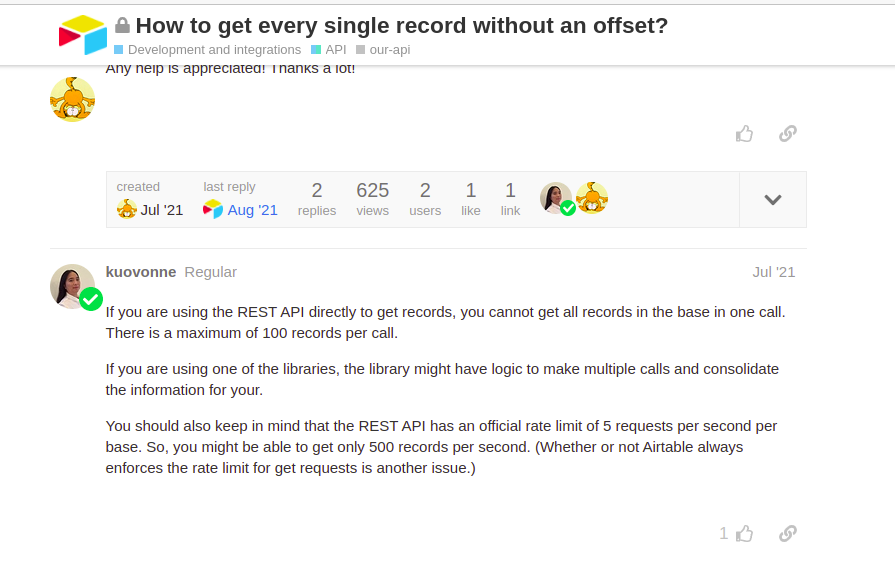 How to get every single record without an offset?
Development and integrations API our-api
Any help is appreciated! Thanks a lot!
created
Jul '21
last reply
Aug '21
2
replies
625
views
2
users
1
like
1
link
kuovonne Regular Jul '21
If you are using the REST API directly to get records, you cannot get all records in the base in one call.
There is a maximum of 100 records per call.
If you are using one of the libraries, the library might have logic to make multiple calls and consolidate
the information for your.
You should also keep in mind that the REST API has an official rate limit of 5 requests per second per
base. So, you might be able to get only 500 records per second. (Whether or not Airtable always
enforces the rate limit for get requests is another issue.)
1